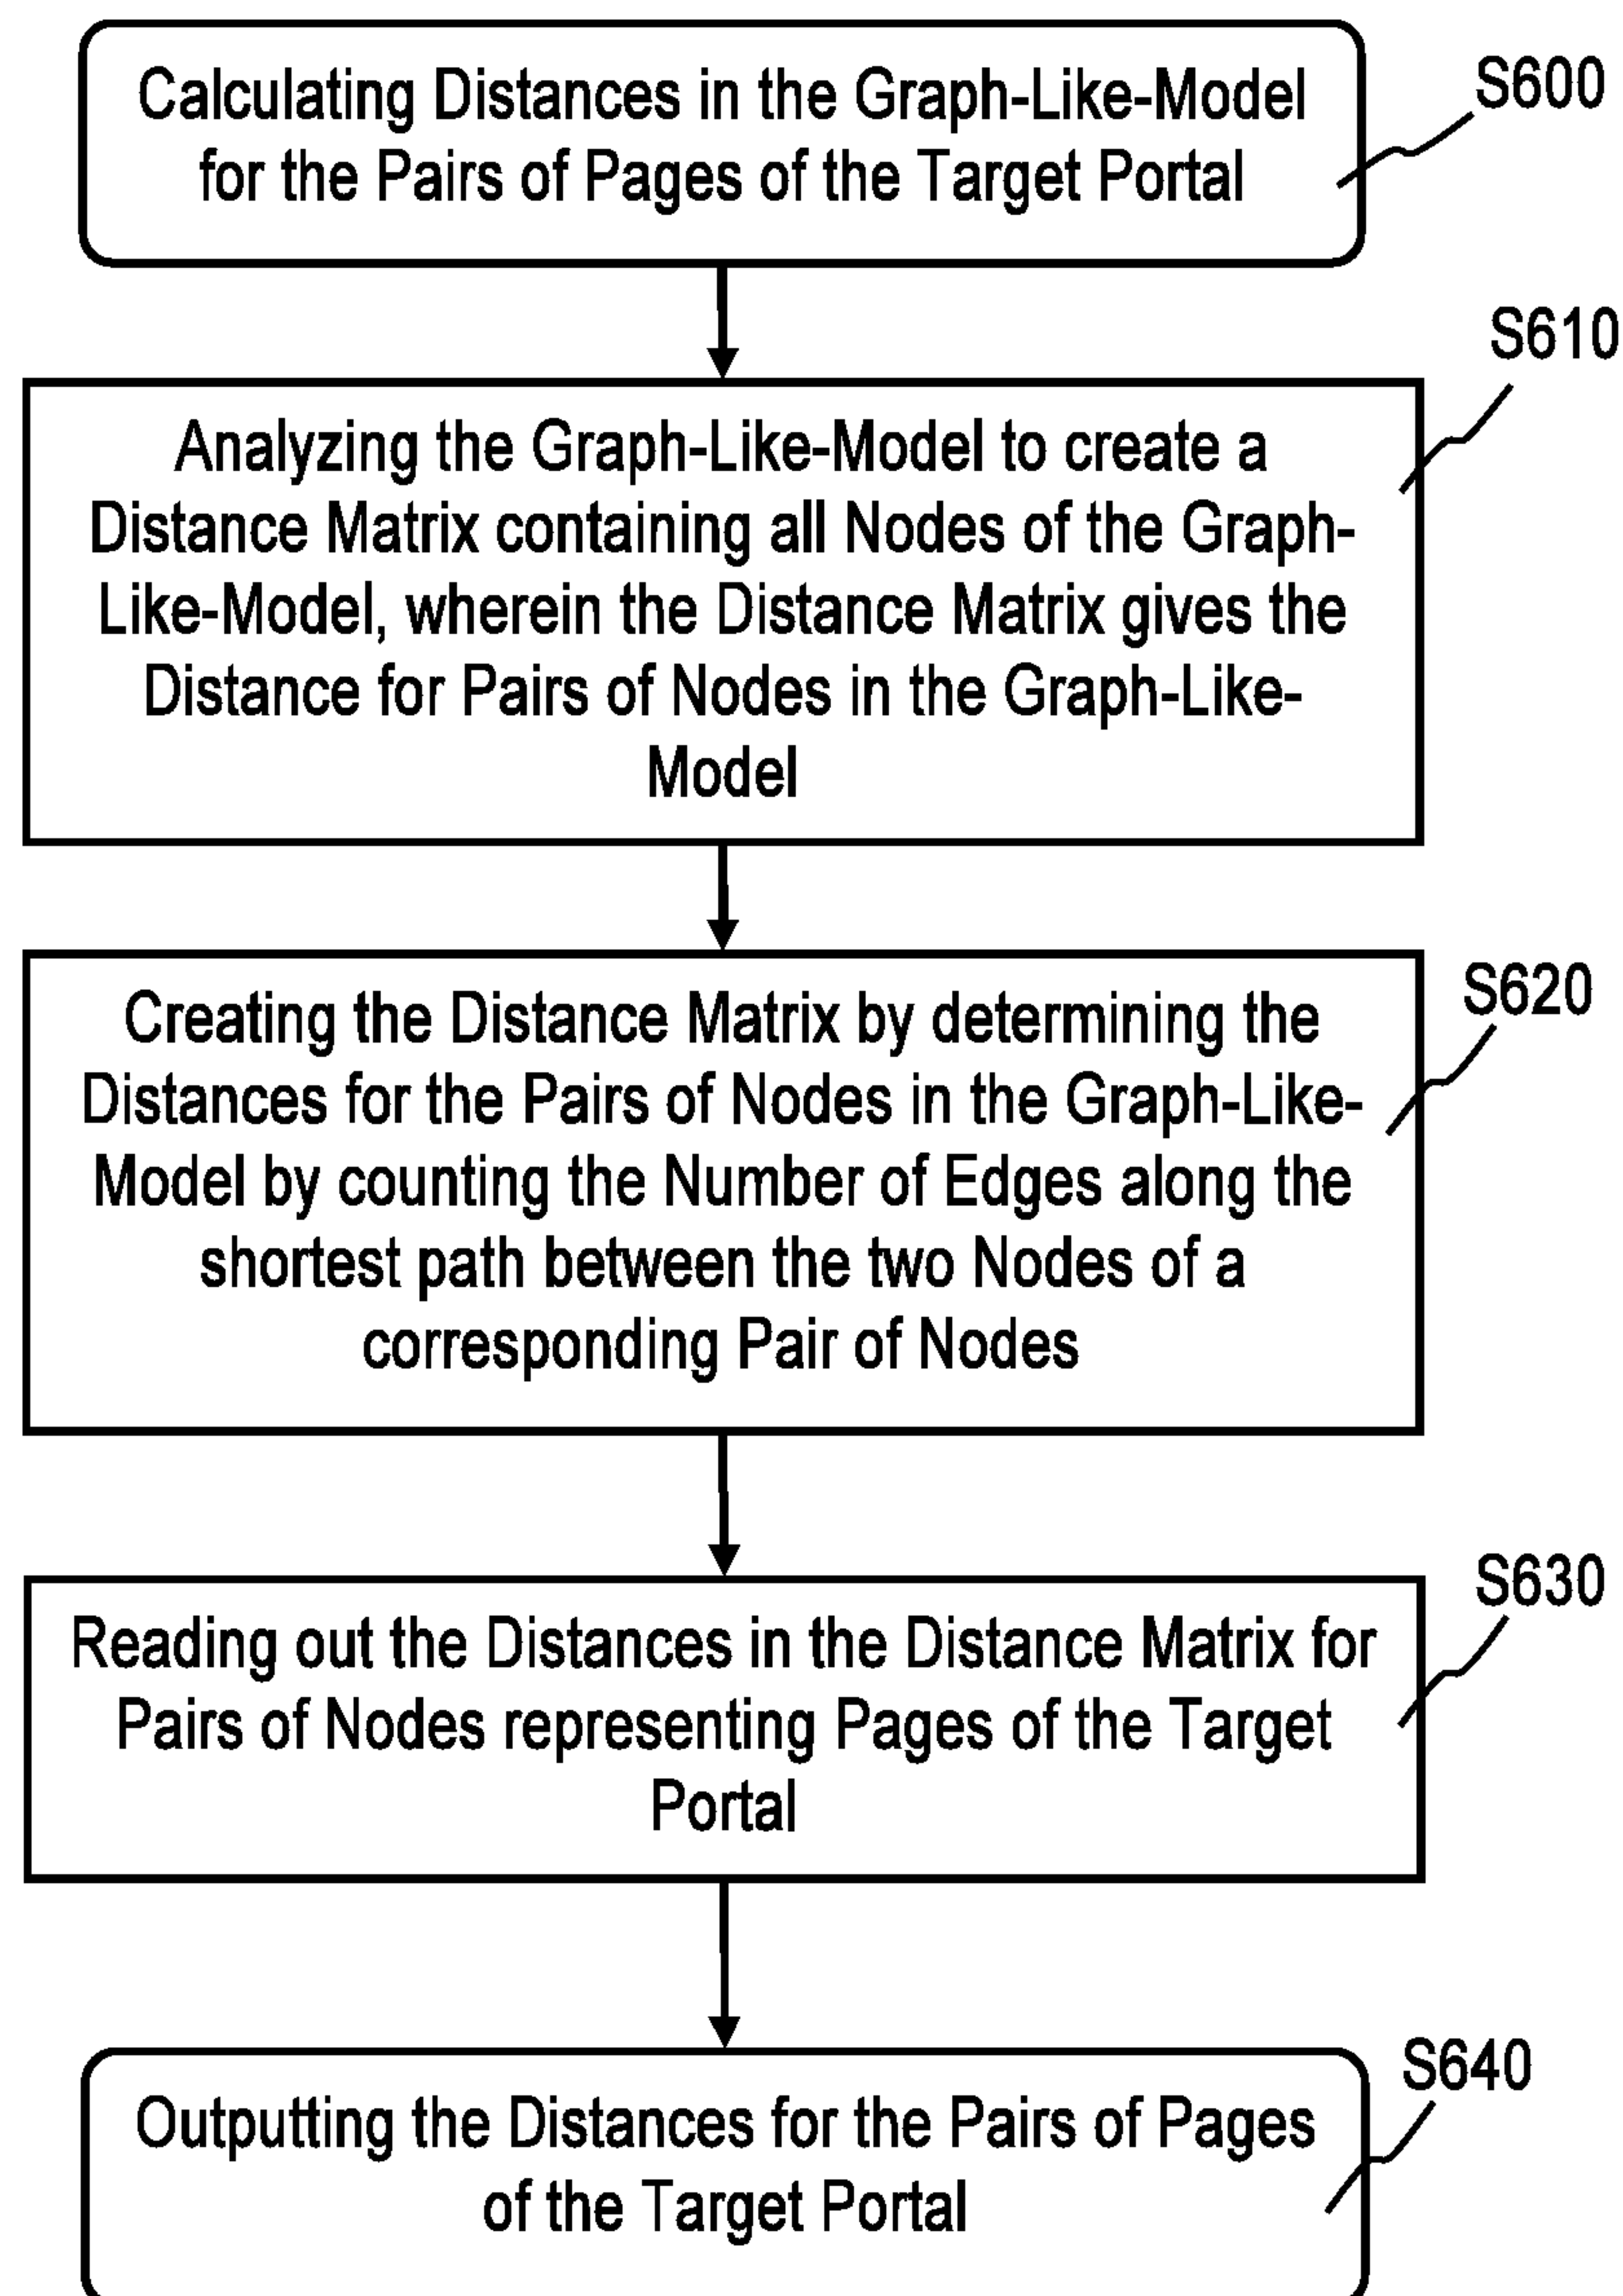 Calculating Distances in the Graph-Like-Model
for the Pairs of Pages of the Target Portal
S600
S610
Analyzing the Graph-Like-Model to create a
Distance Matrix containing all Nodes of the Graph-
Like-Model, wherein the Distance Matrix gives the
Distance for Pairs of Nodes in the Graph-Like-
Model
S620
Creating the Distance Matrix by determining the
Distances for the Pairs of Nodes in the Graph-Like-
Model by counting the Number of Edges along the
shortest path between the two Nodes of a
corresponding Pair of Nodes
S630
Reading out the Distances in the Distance Matrix for
Pairs of Nodes representing Pages of the Target
Portal
S640
Outputting the Distances for the Pairs of Pages
of the Target Portal